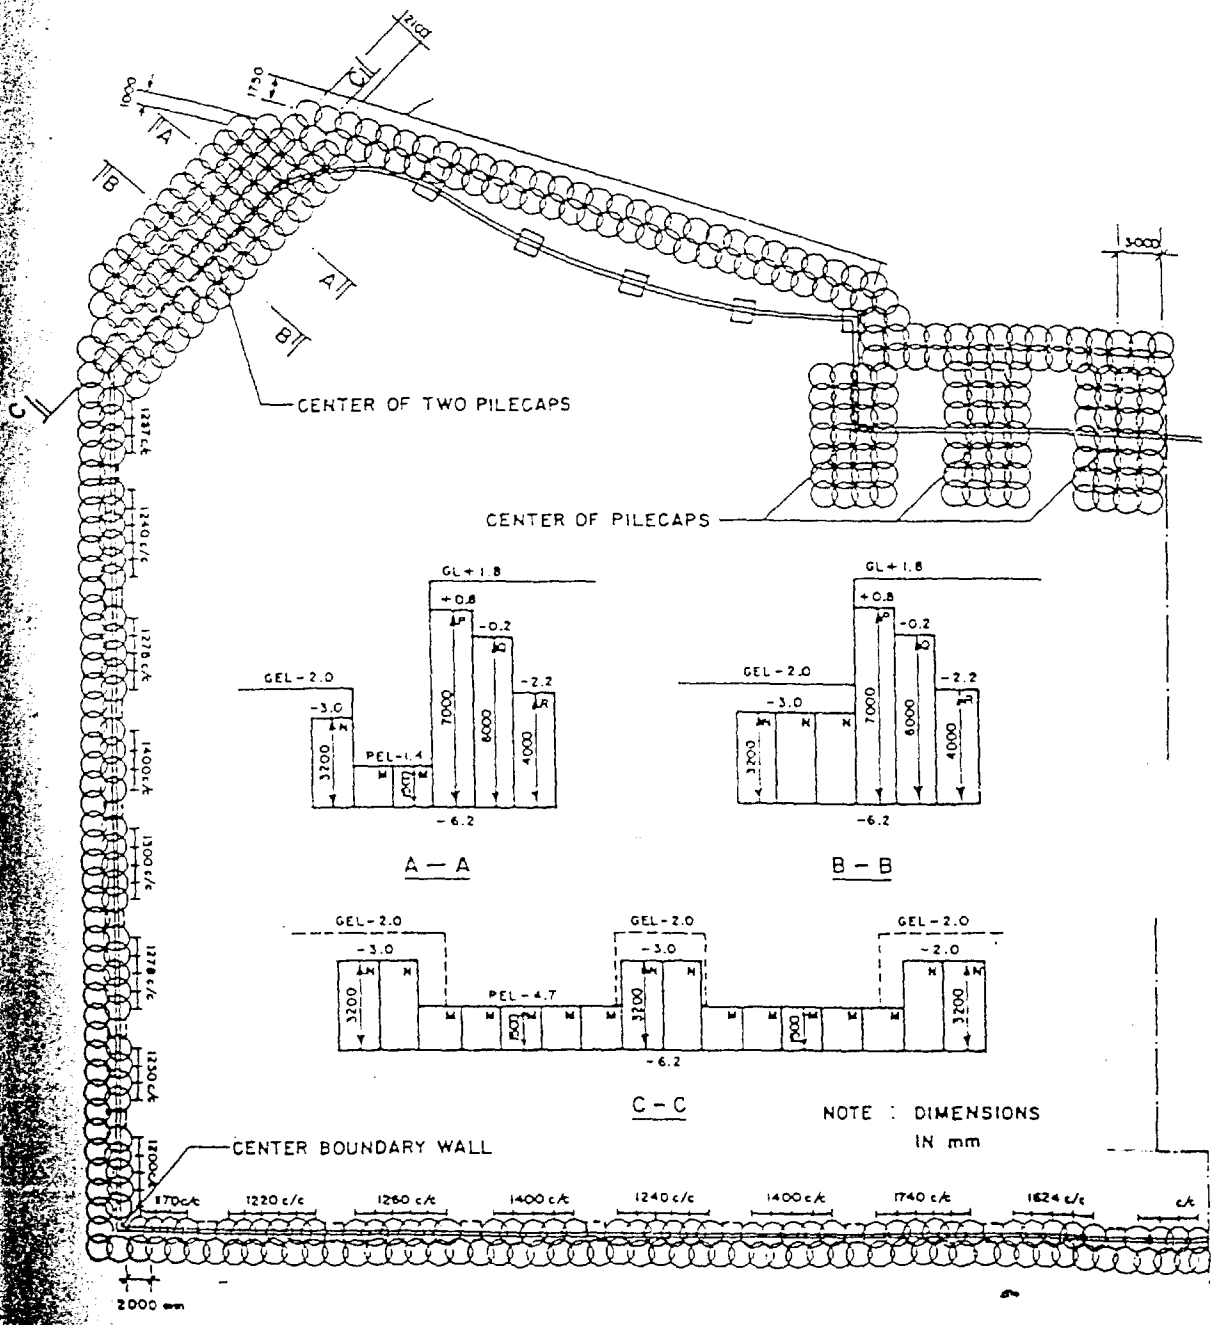 2100
1750
1000
C
A
B
3000
A
B
CENTER OF TWO PILECAPS
C
1287 c/c
CENTER OF PILECAPS
1240 c/c
GL + 1.8
GL + 1.8
+0.8
+0.8
-0.2
-0.2
GEL-2.0
GEL-2.0
-2.2
-2.2
-3.0
-3.0
3200
PEL-1.4
7000
6000
4000
3200
7000
6000
4000
1500
-6.2
-6.2
A - A
B - B
1278 c/c
1400 c/c
1300 c/c
1278 c/c
1250 c/c
1200 c/c
GEL-2.0
GEL-2.0
GEL-2.0
-3.0
-3.0
-2.0
PEL-4.7
3200
1500
3200
1500
3200
-6.2
C - C
NOTE : DIMENSIONS
IN mm
CENTER BOUNDARY WALL
1170 c/c
1220 c/c
1260 c/c
1400 c/c
1240 c/c
1400 c/c
1740 c/c
1624 c/c
c/c
2000 mm